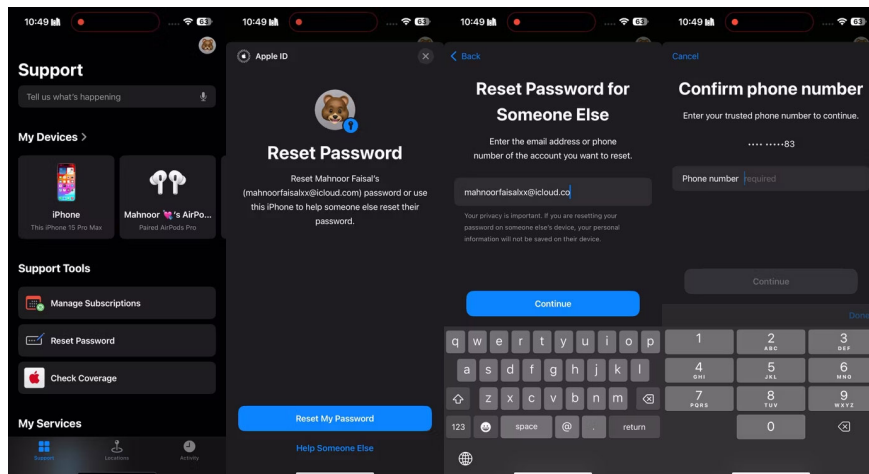 10:49
63
Support
Tell us what's happening
My Devices >
iPhone
This iPhone 15 Pro Max
Mahnoor 💘 's AirPo...
Paired AirPods Pro
Support Tools
Manage Subscriptions
Reset Password
Check Coverage
My Services
Support
Locations
Activity
10:49
63
Apple ID
Reset Password
Reset Mahnoor Faisal's
(mahnoorfaisalxx@icloud.com) password or use
this iPhone to help someone else reset their
password.
Reset My Password
Help Someone Else
10:49
63
Back
Reset Password for
Someone Else
Enter the email address or phone
number of the account you want to reset.
mahnoorfaisalxx@icloud.co
Your privacy is important. If you are resetting your
password on someone else's device, your personal
information will not be saved on their device.
Continue
q w e r t y u i o p
a s d f g h j k l
z x c v b n m
123 space @ . return
10:49
63
Cancel
Confirm phone number
Enter your trusted phone number to continue.
•••• •••••83
Phone number required
Continue
Done
1 2 3
ABC DEF
4 5 6
GHI JKL MNO
7 8 9
PQRS TUV WXYZ
0